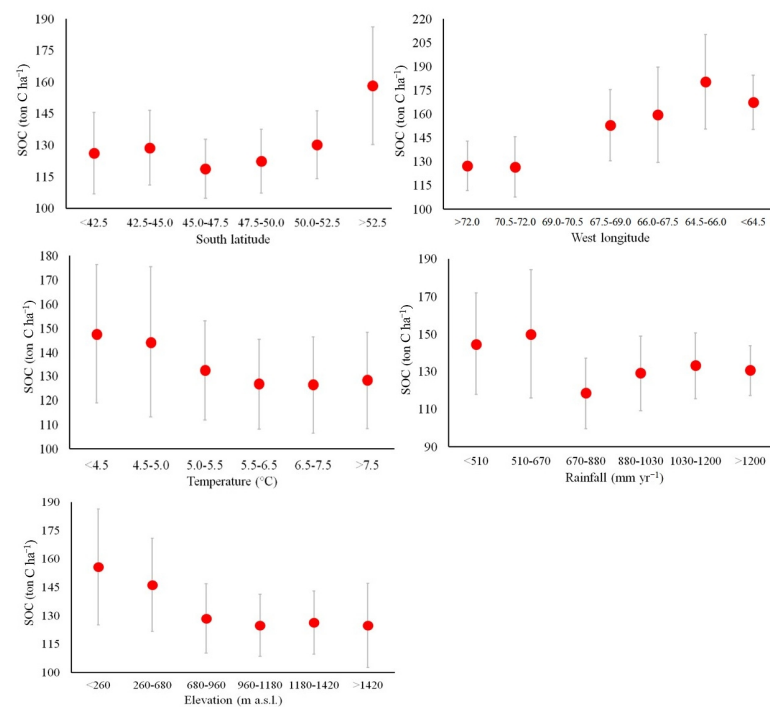 190
175
160
145
130
115
100
SOC (ton C ha⁻¹)
<42.5 42.5-45.0 45.0-47.5 47.5-50.0 50.0-52.5 >52.5
South latitude
220
205
190
175
160
145
130
115
100
SOC (ton C ha⁻¹)
>72.0 70.5-72.0 69.0-70.5 67.5-69.0 66.0-67.5 64.5-66.0 <64.5
West longitude
180
170
160
150
140
130
120
110
100
SOC (ton C ha⁻¹)
<4.5 4.5-5.0 5.0-5.5 5.5-6.5 6.5-7.5 >7.5
Temperature (°C)
190
170
150
130
110
90
SOC (ton C ha⁻¹)
<510 510-670 670-880 880-1030 1030-1200 >1200
Rainfall (mm yr⁻¹)
190
175
160
145
130
115
100
SOC (ton C ha⁻¹)
<260 260-680 680-960 960-1180 1180-1420 >1420
Elevation (m a.s.l.)